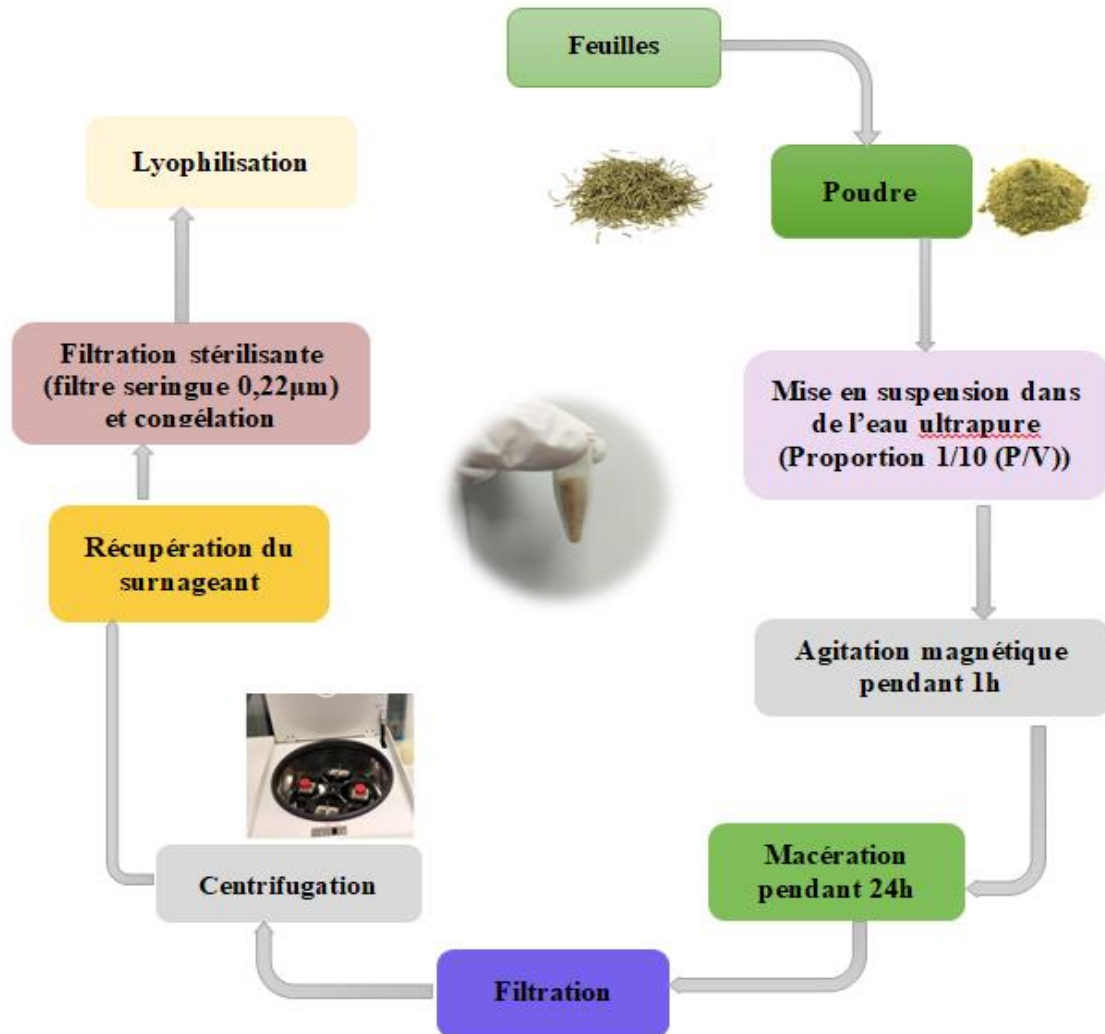 Feuilles
Poudre
Mise en suspension dans
de l’eau ultrapure
(Proportion 1/10 (P/V))
Agitation magnétique
pendant 1h
Macération
pendant 24h
Filtration
Centrifugation
Récupération du
surnageant
Filtration stérilisante
(filtre seringue 0,22µm)
et congélation
Lyophilisation